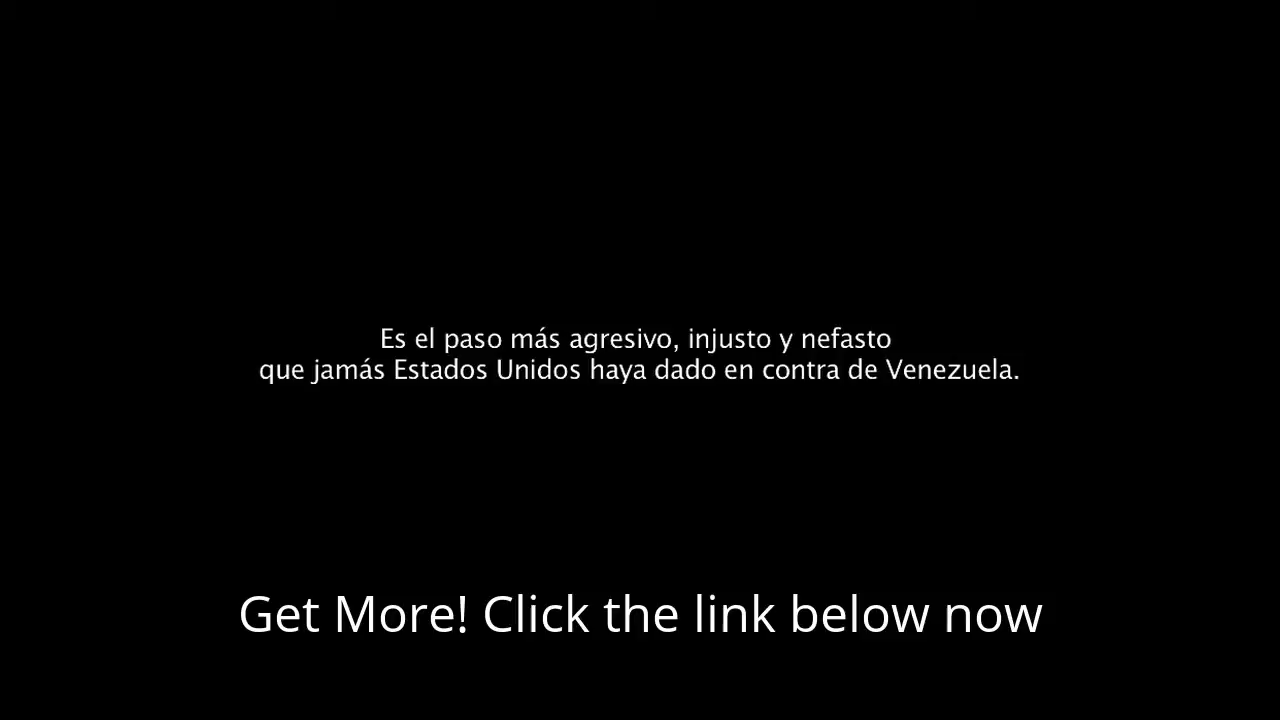 Es el paso más agresivo, injusto y nefasto
que jamás Estados Unidos haya dado en contra de Venezuela.
Get More! Click the link below now